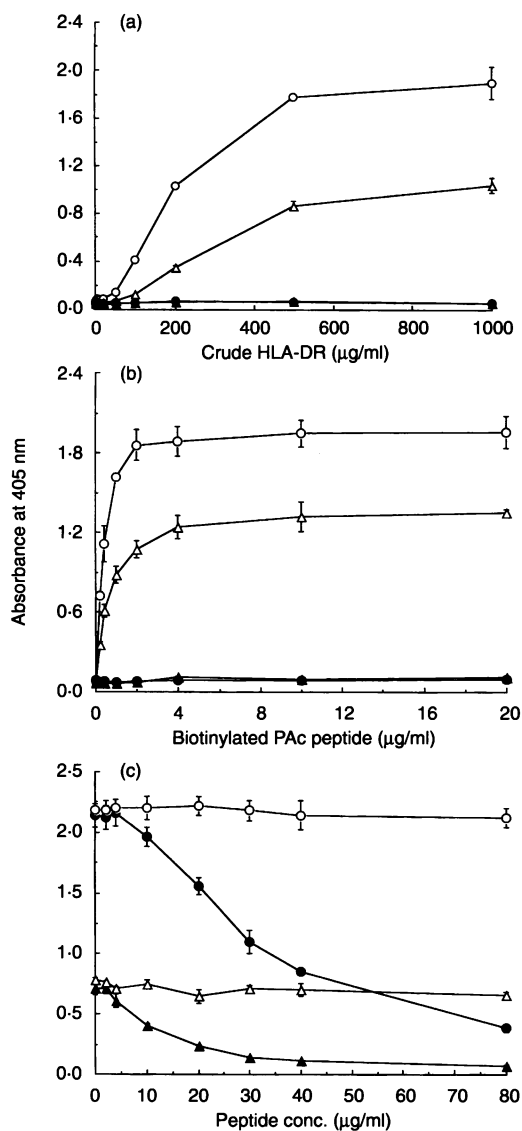 (a)
2·4
2·0
1·6
1·2
0·8
0·4
0·0
0 200 400 600 800 1000
Crude HLA-DR (μg/ml)
(b)
2·4
1·8
1·2
0·6
0·0
0 4 8 12 16 20
Biotinylated PAc peptide (μg/ml)
Absorbance at 405 nm
(c)
2·5
2·0
1·5
1·0
0·5
0·0
0 10 20 30 40 50 60 70 80
Peptide conc. (μg/ml)